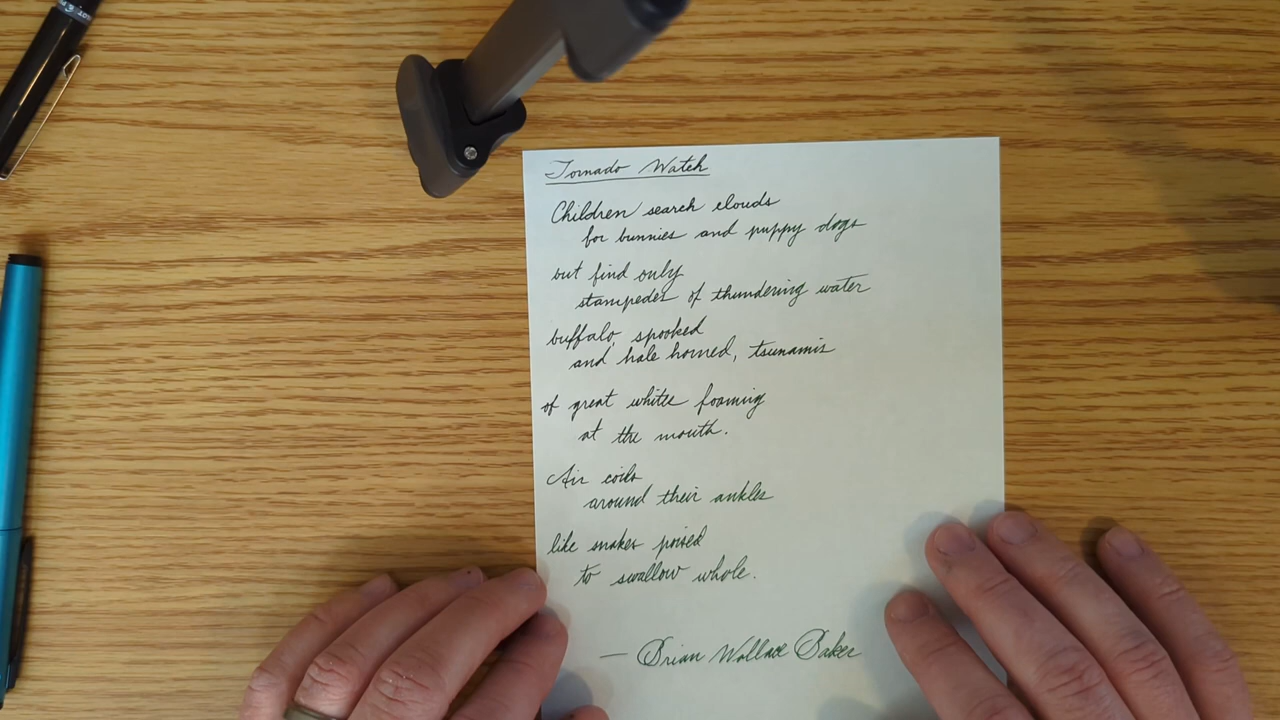 Tornado Watch
Children search clouds
for bunnies and puppy dogs
but find only
stampedes of thundering water
buffalo, spooked
and hale horned, tsunamis
of great whites foaming
at the mouth.
Air coils
around their ankles
like snakes poised
to swallow whole.
— Brian Wallace Baker